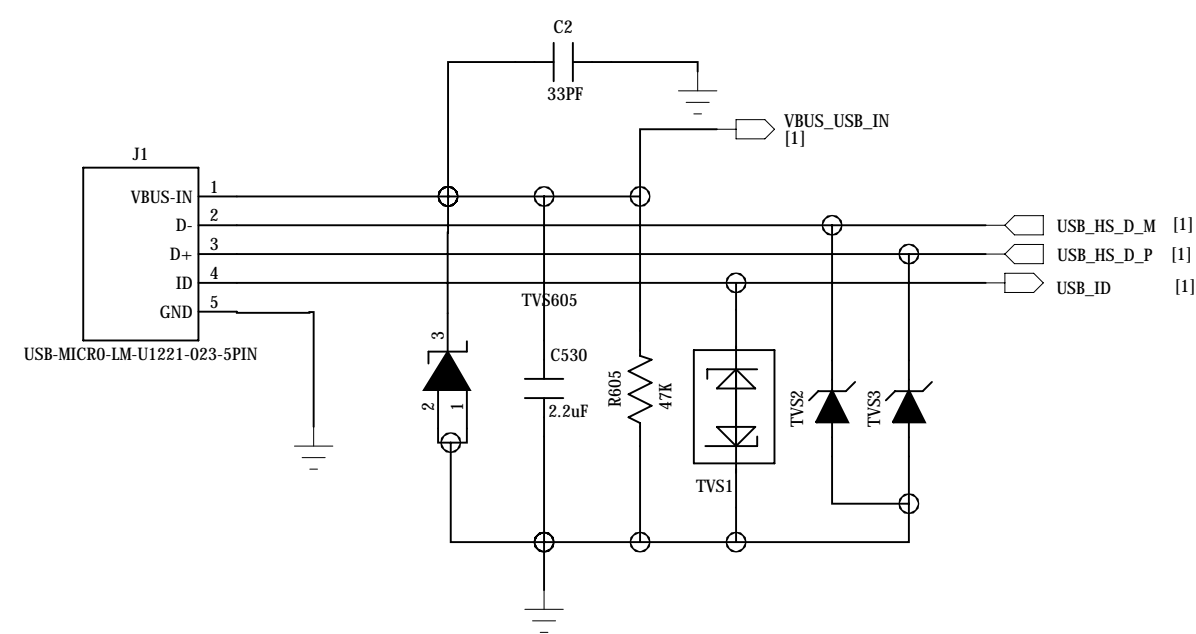 C2
33PF
VBUS_USB_IN
[1]
J1
VBUS-IN 1
D- 2
D+ 3
ID 4
GND 5
USB-MICRO-LM-U1221-023-5PIN
USB_HS_D_M [1]
USB_HS_D_P [1]
USB_ID [1]
TVS605
3
2
1
C530
2.2uF
R605
47K
TVS1
TVS2
TVS3